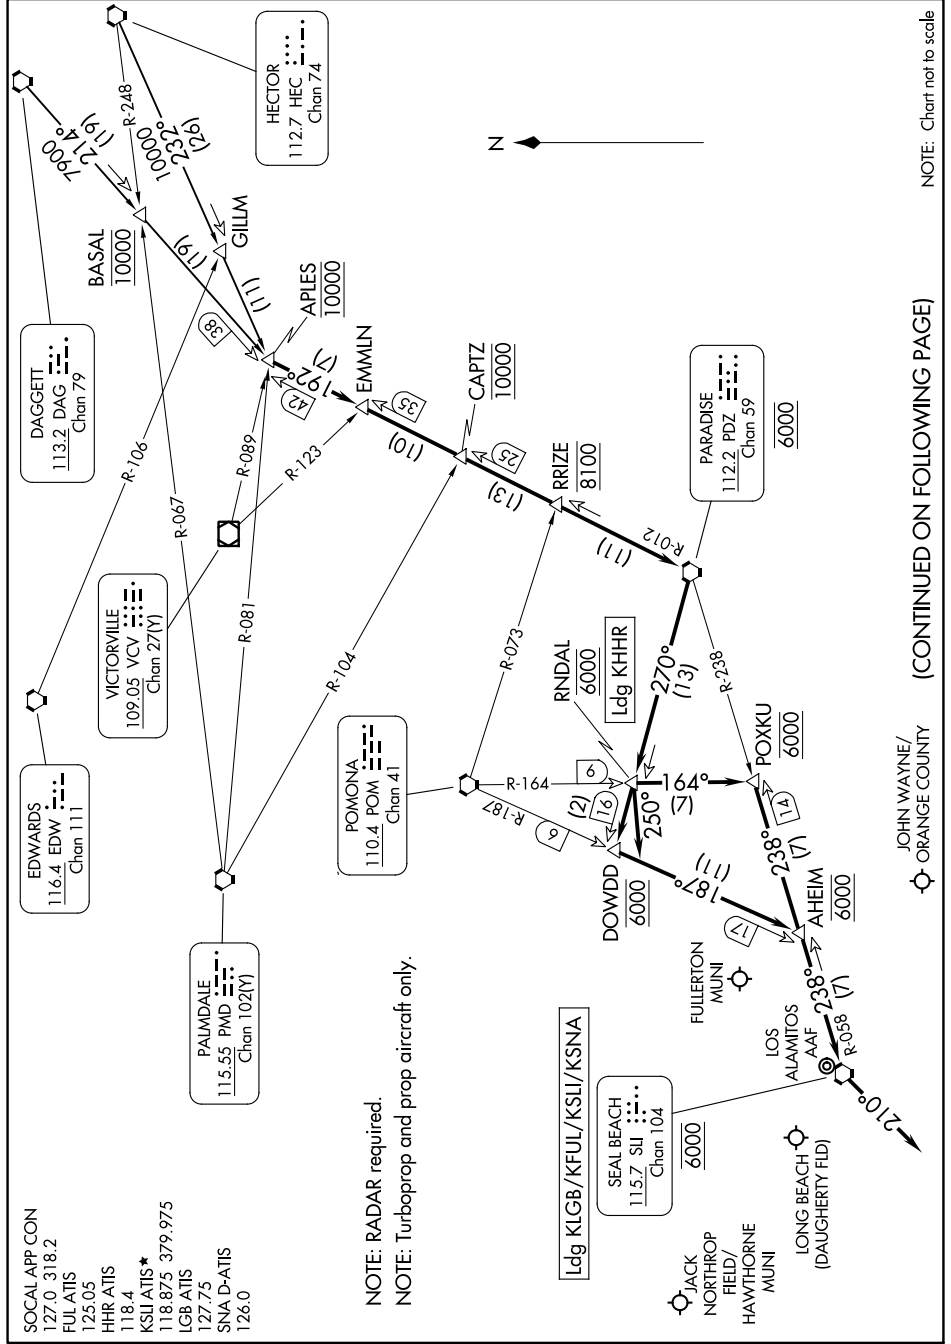 SOCAL APP CON
127.0 318.2
FUL ATIS
125.05
HHR ATIS
118.4
KSLI ATIS★
118.875 379.975
LGB ATIS
127.75
SNA D-ATIS
126.0
NOTE: RADAR required.
NOTE: Turboprop and prop aircraft only.
PALMDALE
115.55 PMD
Chan 102(Y)
EDWARDS
116.4 EDW
Chan 111
VICTORVILLE
109.05 VCV
Chan 27(Y)
DAGGETT
113.2 DAG
Chan 79
HECTOR
112.7 HEC
Chan 74
7900
214°
(19)
R-248
10000
232°
(26)
BASAL
10000
GILLM
(19)
(11)
38
APLES
10000
R-106
R-067
R-089
R-123
R-081
R-104
42
192°
(7)
EMMLN
35
(10)
CAPTZ
10000
25
(13)
RRIZE
8100
(11)
R-012
R-073
POMONA
110.4 POM
Chan 41
PARADISE
112.2 PDZ
Chan 59
6000
RNDAL
6000
Ldg KHHR
270°
(13)
R-238
R-164
R-187
9
9
(2)
16
250°
164°
(7)
POXKU
6000
14
DOWDD
6000
187°
(11)
17
238°
(7)
AHEIM
6000
238°
(7)
R-058
FULLERTON
MUNI
LOS
ALAMITOS
AAF
Ldg KLGB/KFUL/KSLI/KSNA
SEAL BEACH
115.7 SLI
Chan 104
6000
210°
JACK
NORTHROP
FIELD/
HAWTHORNE
MUNI
LONG BEACH
(DAUGHERTY FLD)
JOHN WAYNE/
ORANGE COUNTY
N
(CONTINUED ON FOLLOWING PAGE)
NOTE: Chart not to scale